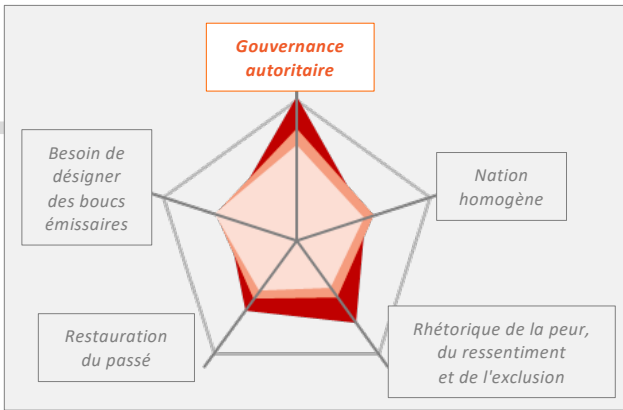 Gouvernance
autoritaire
Besoin de
désigner
des boucs
émissaires
Nation
homogène
Restauration
du passé
Rhétorique de la peur,
du ressentiment
et de l'exclusion